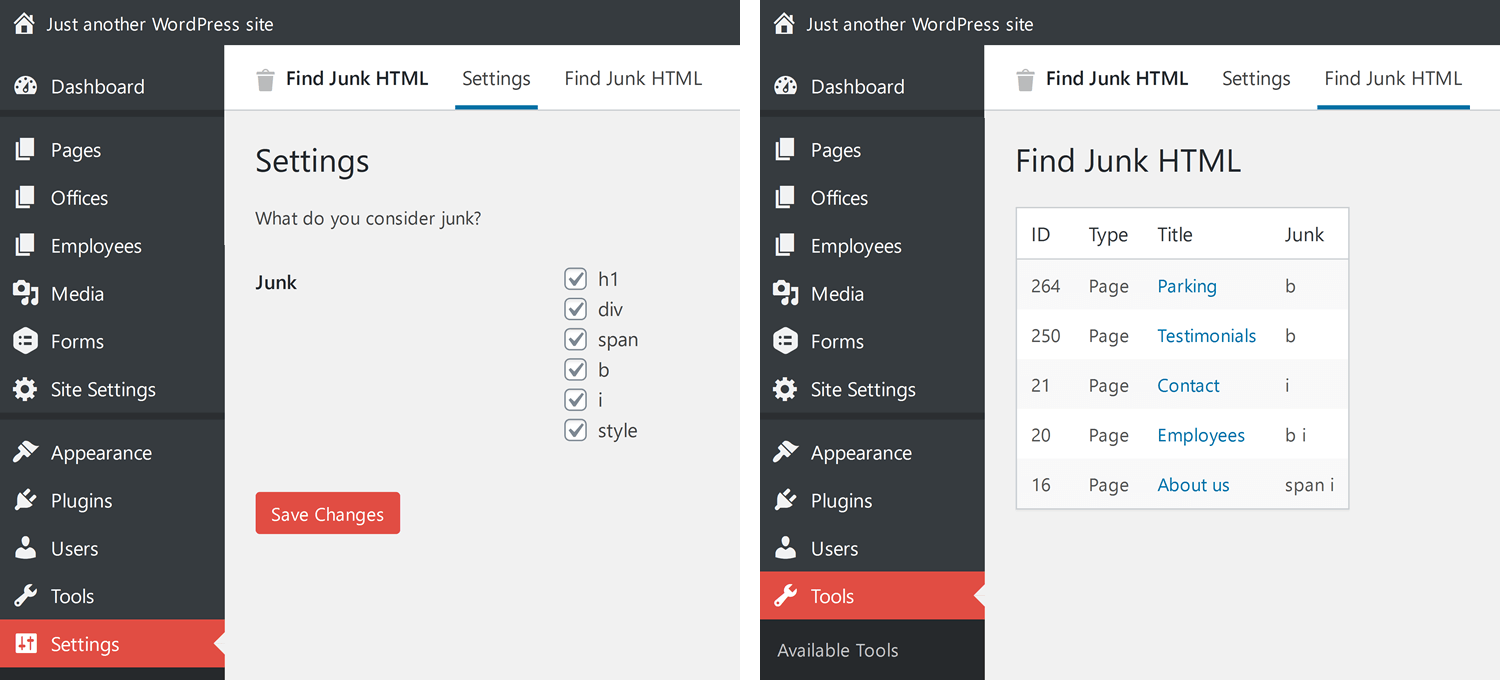 Just another WordPress site
Dashboard
Pages
Offices
Employees
Media
Forms
Site Settings
Appearance
Plugins
Users
Tools
Settings
Find Junk HTML Settings Find Junk HTML
Settings
What do you consider junk?
Junk
h1
div
span
b
i
style
Save Changes
Just another WordPress site
Dashboard
Pages
Offices
Employees
Media
Forms
Site Settings
Appearance
Plugins
Users
Tools
Available Tools
Find Junk HTML Settings Find Junk HTML
Find Junk HTML
ID Type Title Junk
264 Page Parking b
250 Page Testimonials b
21 Page Contact i
20 Page Employees b i
16 Page About us span i